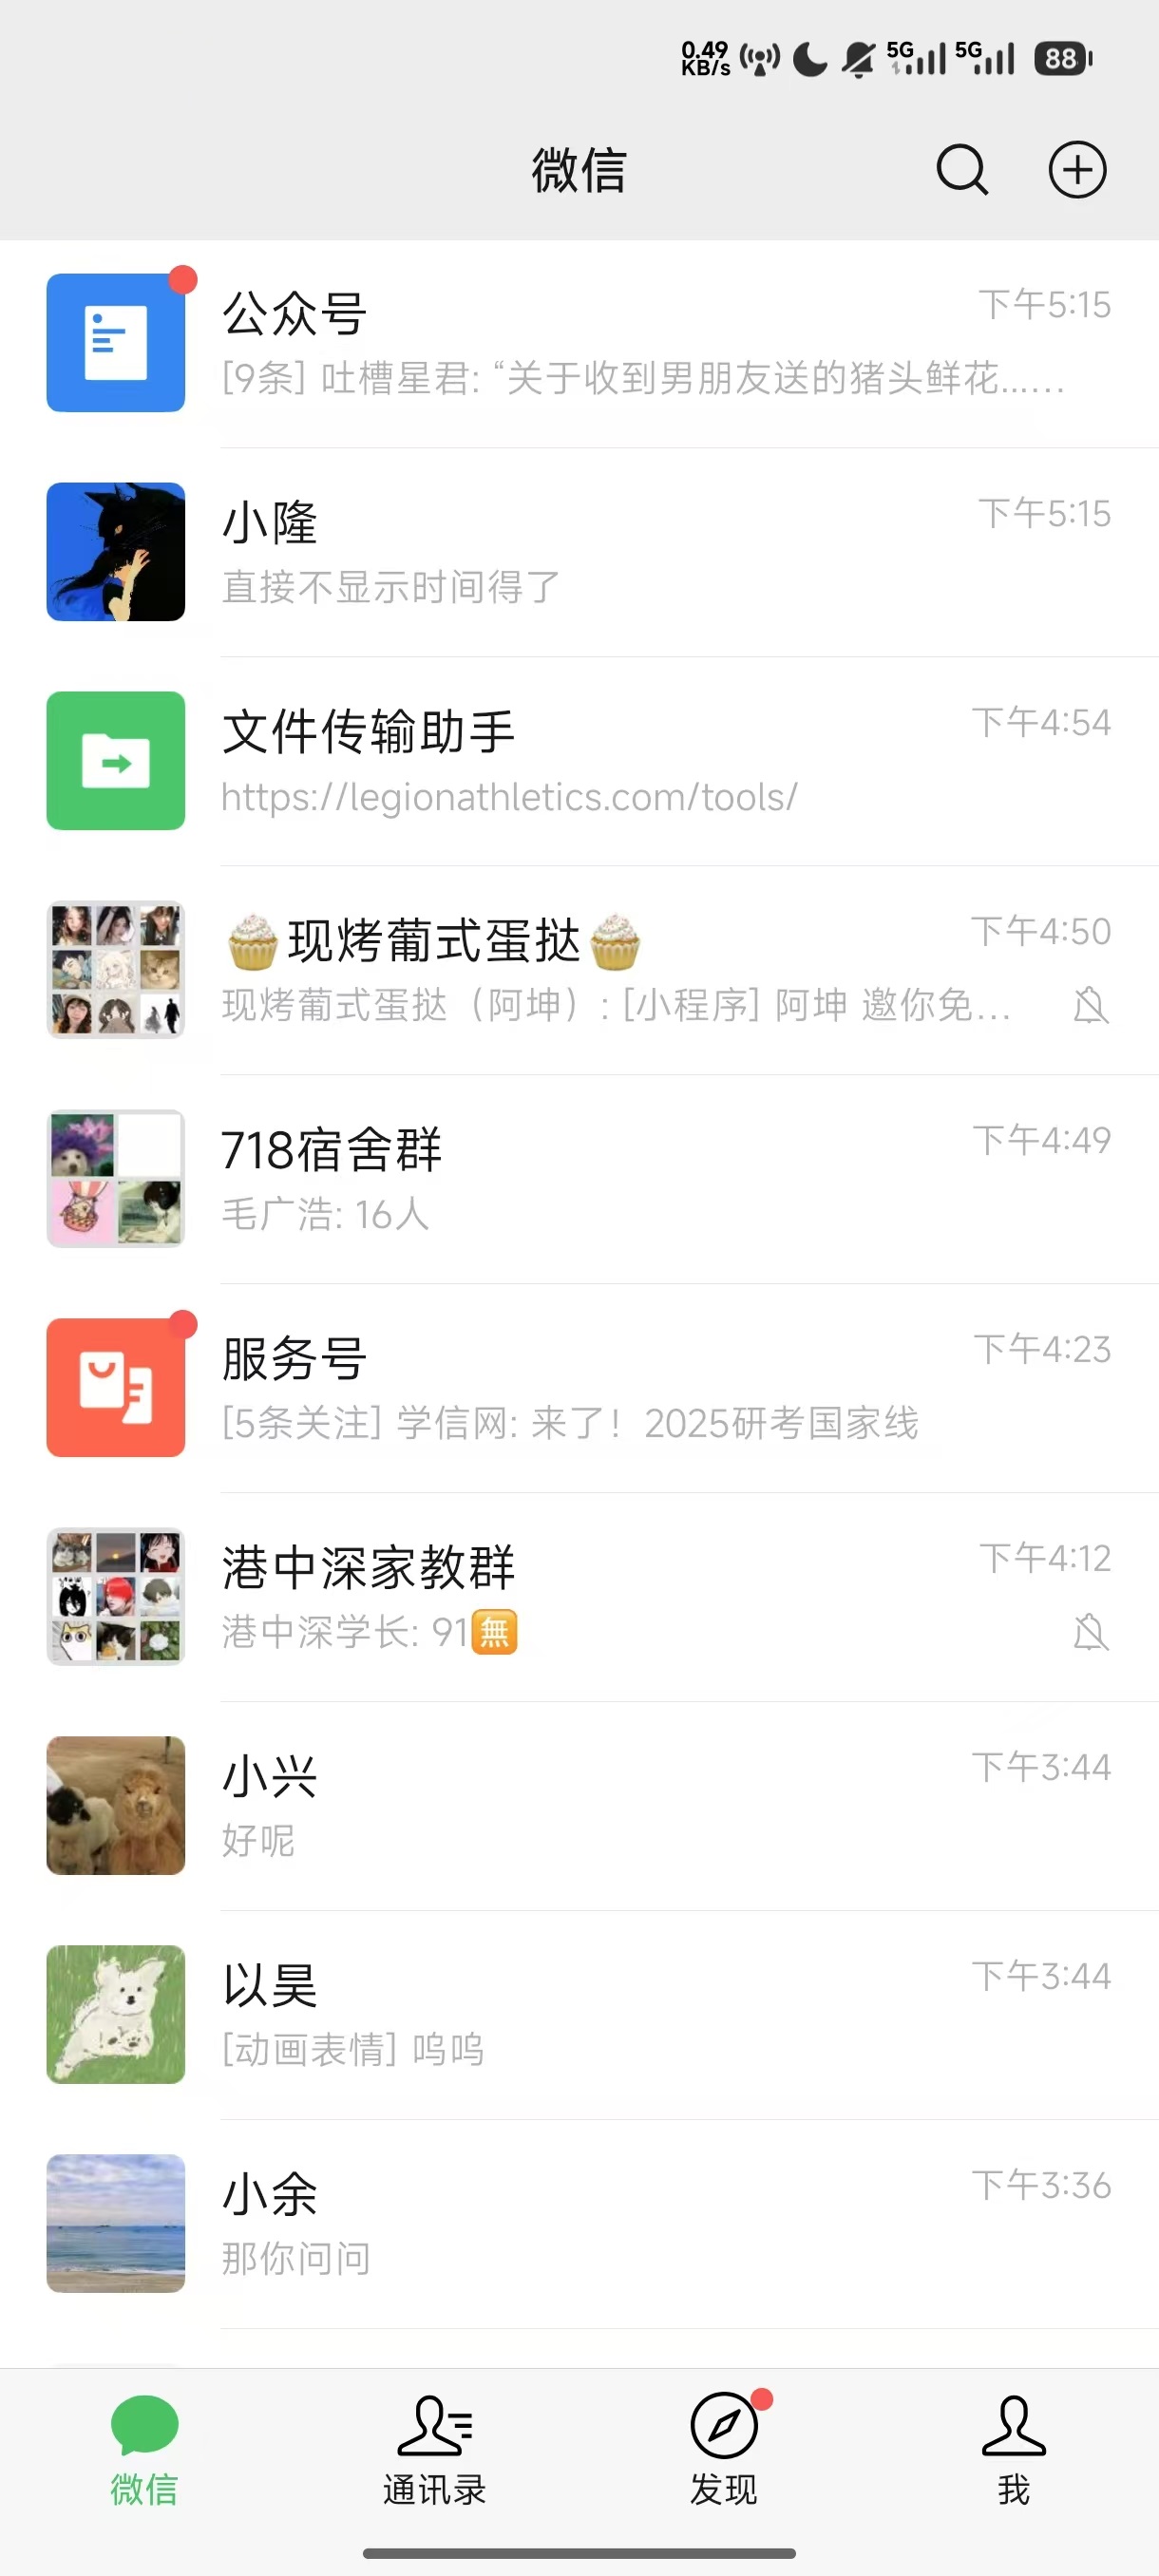 0.49 KB/s 5G 5G 88
微信
公众号 下午5:15
[9条] 吐槽星君: “关于收到男朋友送的猪头鲜花...…
小隆 下午5:15
直接不显示时间得了
文件传输助手 下午4:54
https://legionathletics.com/tools/
🧁现烤葡式蛋挞🧁 下午4:50
现烤葡式蛋挞（阿坤）: [小程序] 阿坤 邀你免...
718宿舍群 下午4:49
毛广浩: 16人
服务号 下午4:23
[5条关注] 学信网: 来了！2025研考国家线
港中深家教群 下午4:12
港中深学长: 91🈚
小兴 下午3:44
好呢
以昊 下午3:44
[动画表情] 呜呜
小余 下午3:36
那你问问
微信 通讯录 发现 我